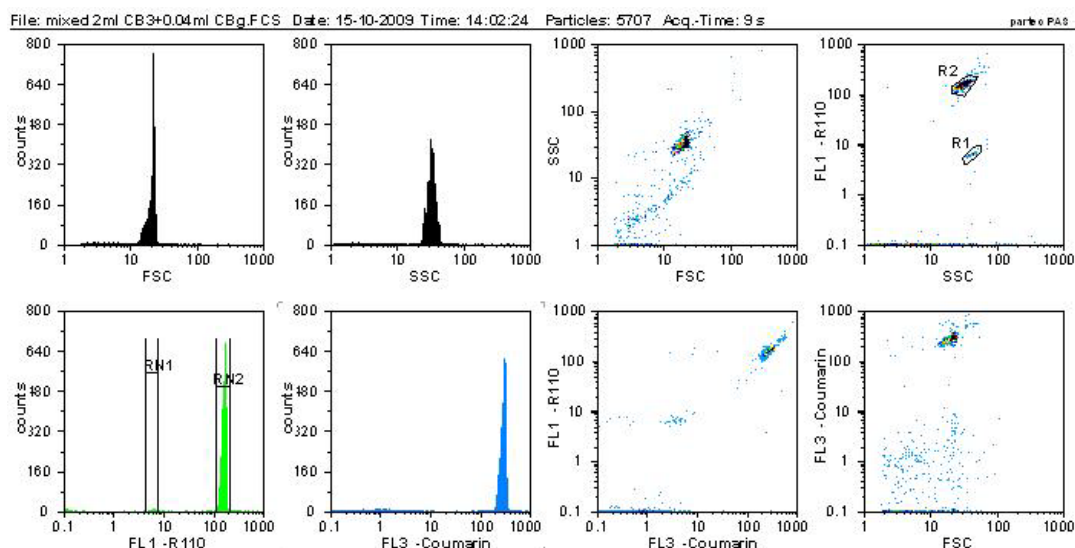 File: mixed 2ml CB3+0.04ml CBg.FCS Date: 15-10-2009 Time: 14:02:24 Particles: 5707 Acq.-Time: 9 s partec PAS
800
640
480
320
160
0
counts
1 10 100 1000
FSC
800
640
480
320
160
0
counts
1 10 100 1000
SSC
1000
100
10
1
SSC
1 10 100 1000
FSC
1000
100
10
1
0.1
FL1 -R110
R2
R1
1 10 100 1000
SSC
800
640
480
320
160
0
counts
RN1
RN2
0.1 1 10 100 1000
FL1 -R110
800
640
480
320
160
0
counts
0.1 1 10 100 1000
FL3 -Coumarin
1000
100
10
1
0.1
FL1 -R110
0.1 1 10 100 1000
FL3 -Coumarin
1000
100
10
1
0.1
FL3 -Coumarin
1 10 100 1000
FSC